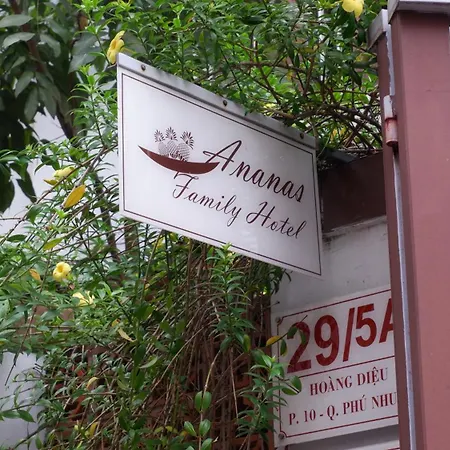 Ananas
Family Hotel
29/5A
HOÀNG DIỆU
P. 10 - Q. PHÚ NHU